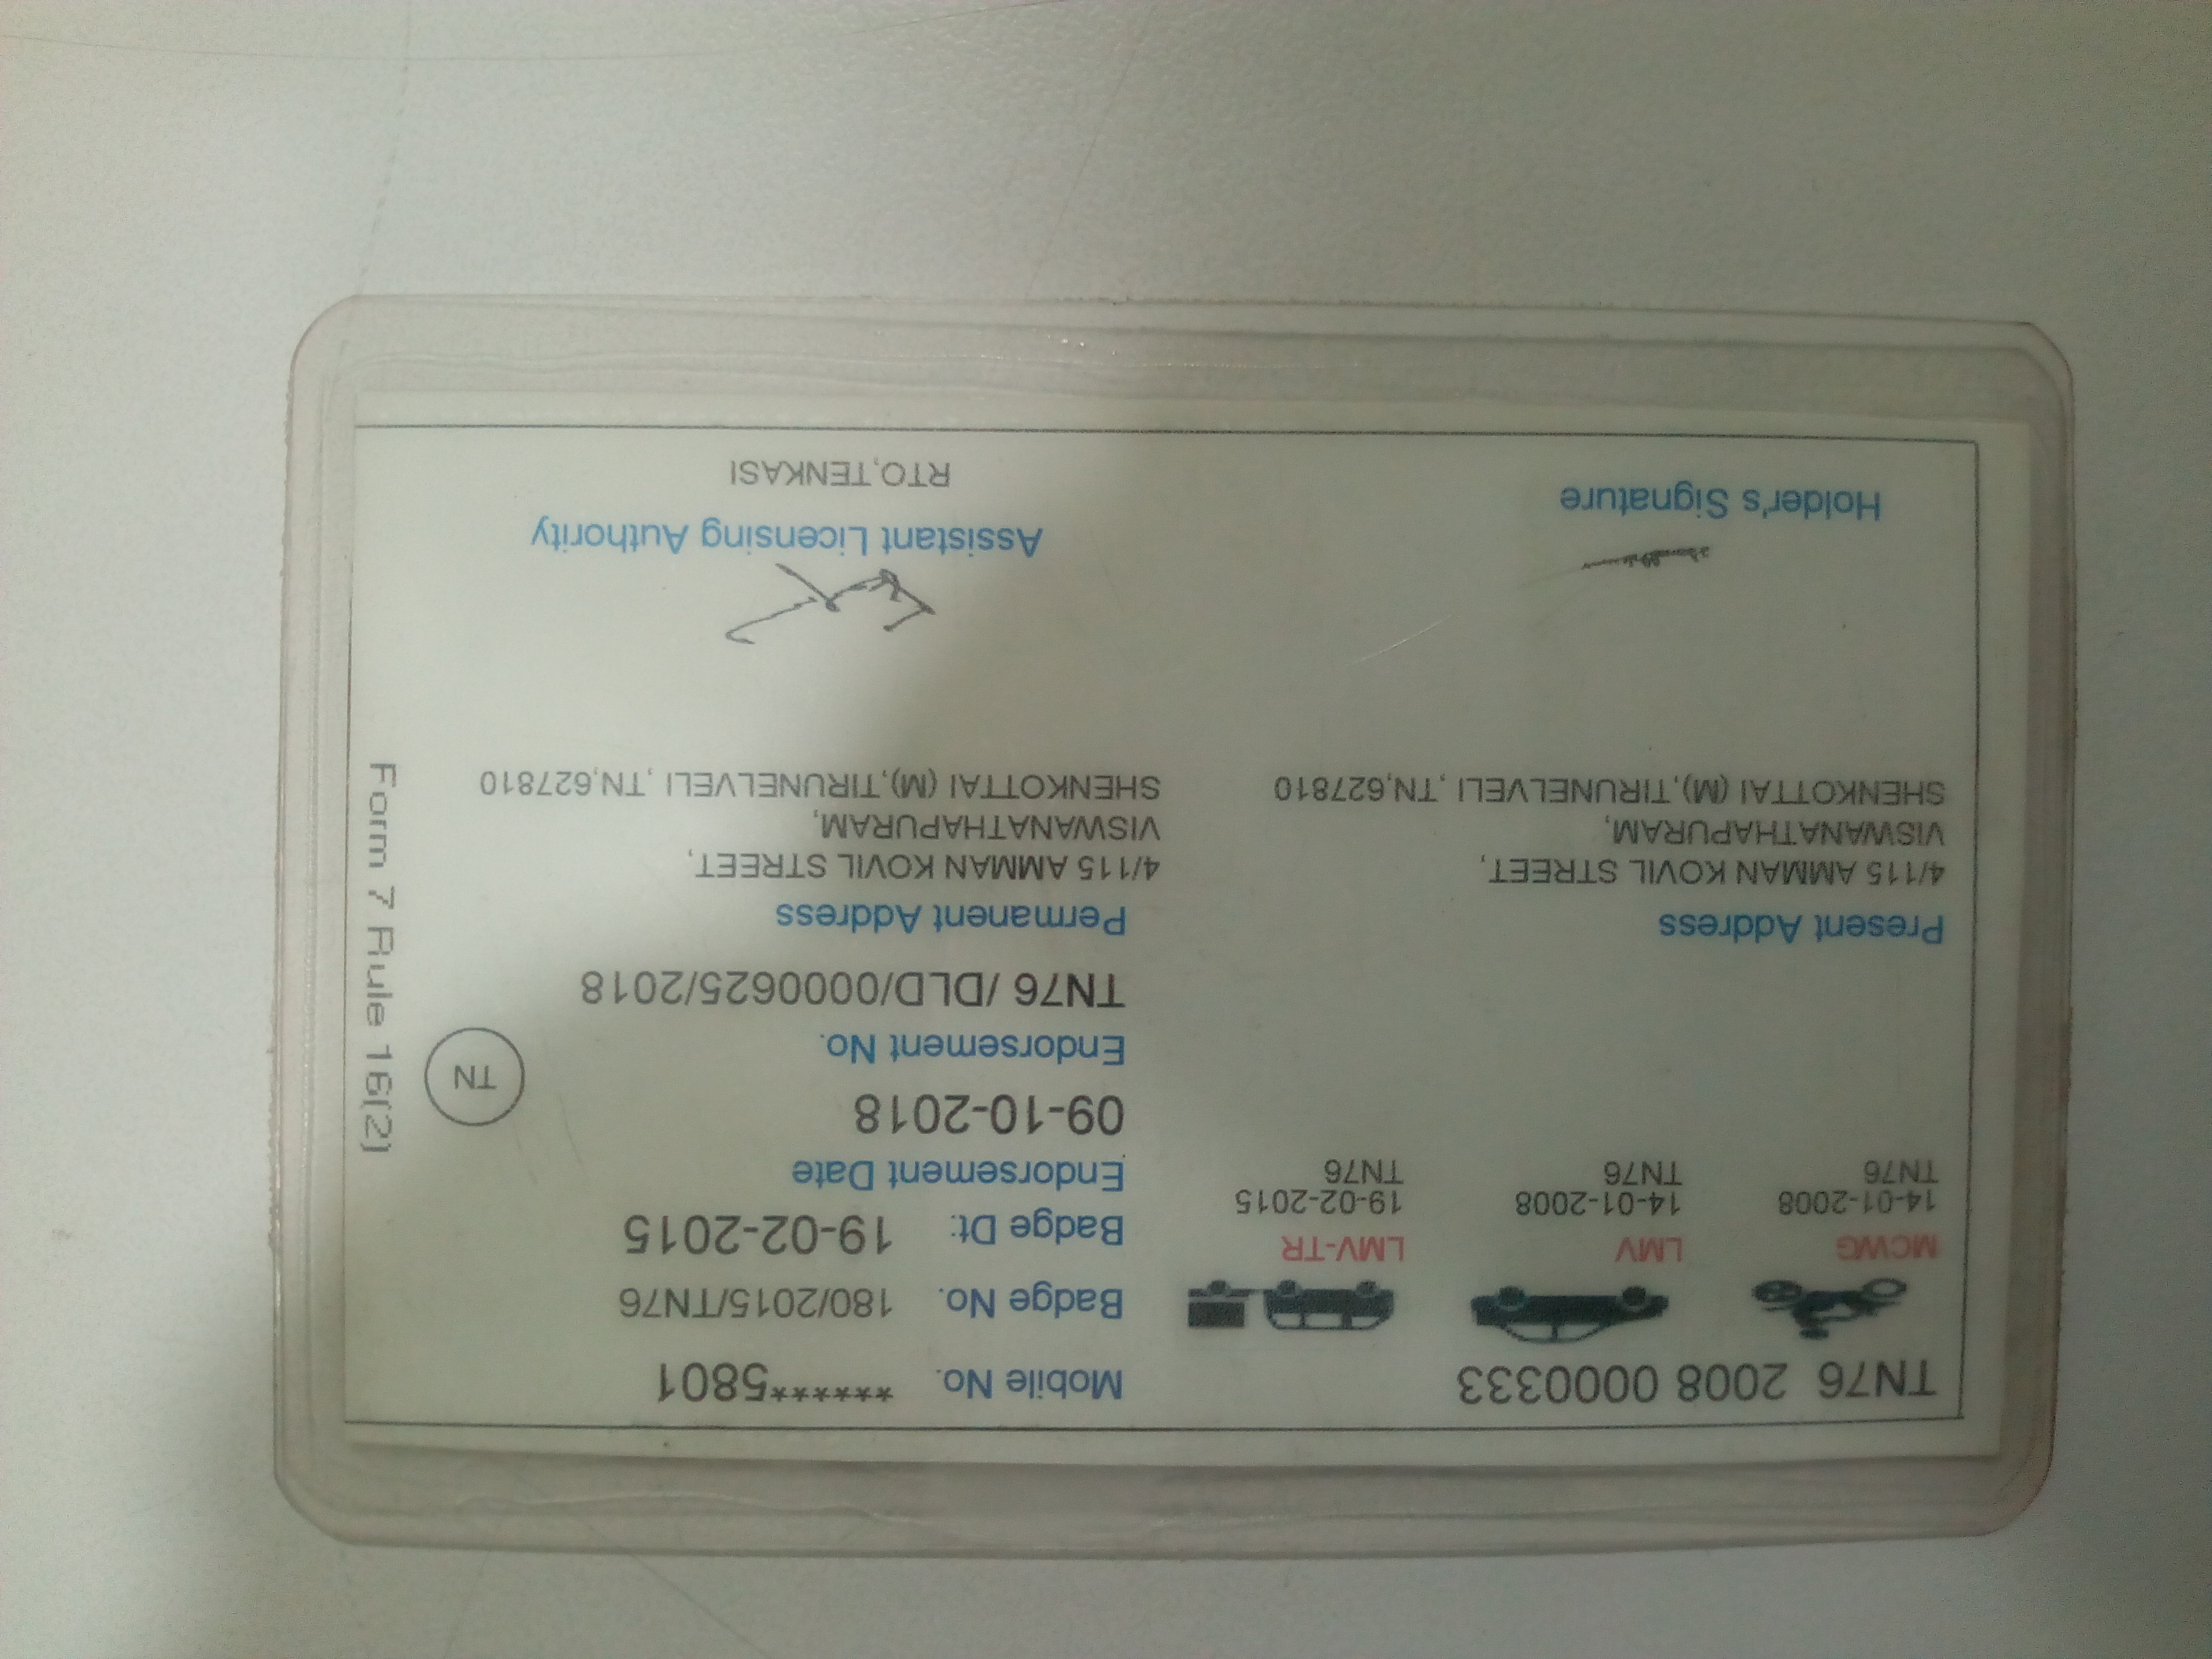 TN76 2008 0000333
MCWG
14-01-2008
TN76
LMV
14-01-2008
TN76
LMV-TR
19-02-2015
TN76
Mobile No. ******5801
Badge No. 180/2015/TN76
Badge Dt: 19-02-2015
Endorsement Date
09-10-2018
Endorsement No.
TN76 /DLD/0000625/2018
TN
Present Address
4/115 AMMAN KOVIL STREET,
VISWANATHAPURAM,
SHENKOTTAI (M),TIRUNELVELI ,TN,627810
Permanent Address
4/115 AMMAN KOVIL STREET,
VISWANATHAPURAM,
SHENKOTTAI (M),TIRUNELVELI ,TN,627810
Holder's Signature
Assistant Licensing Authority
RTO,TENKASI
Form 7 Rule 16(2)